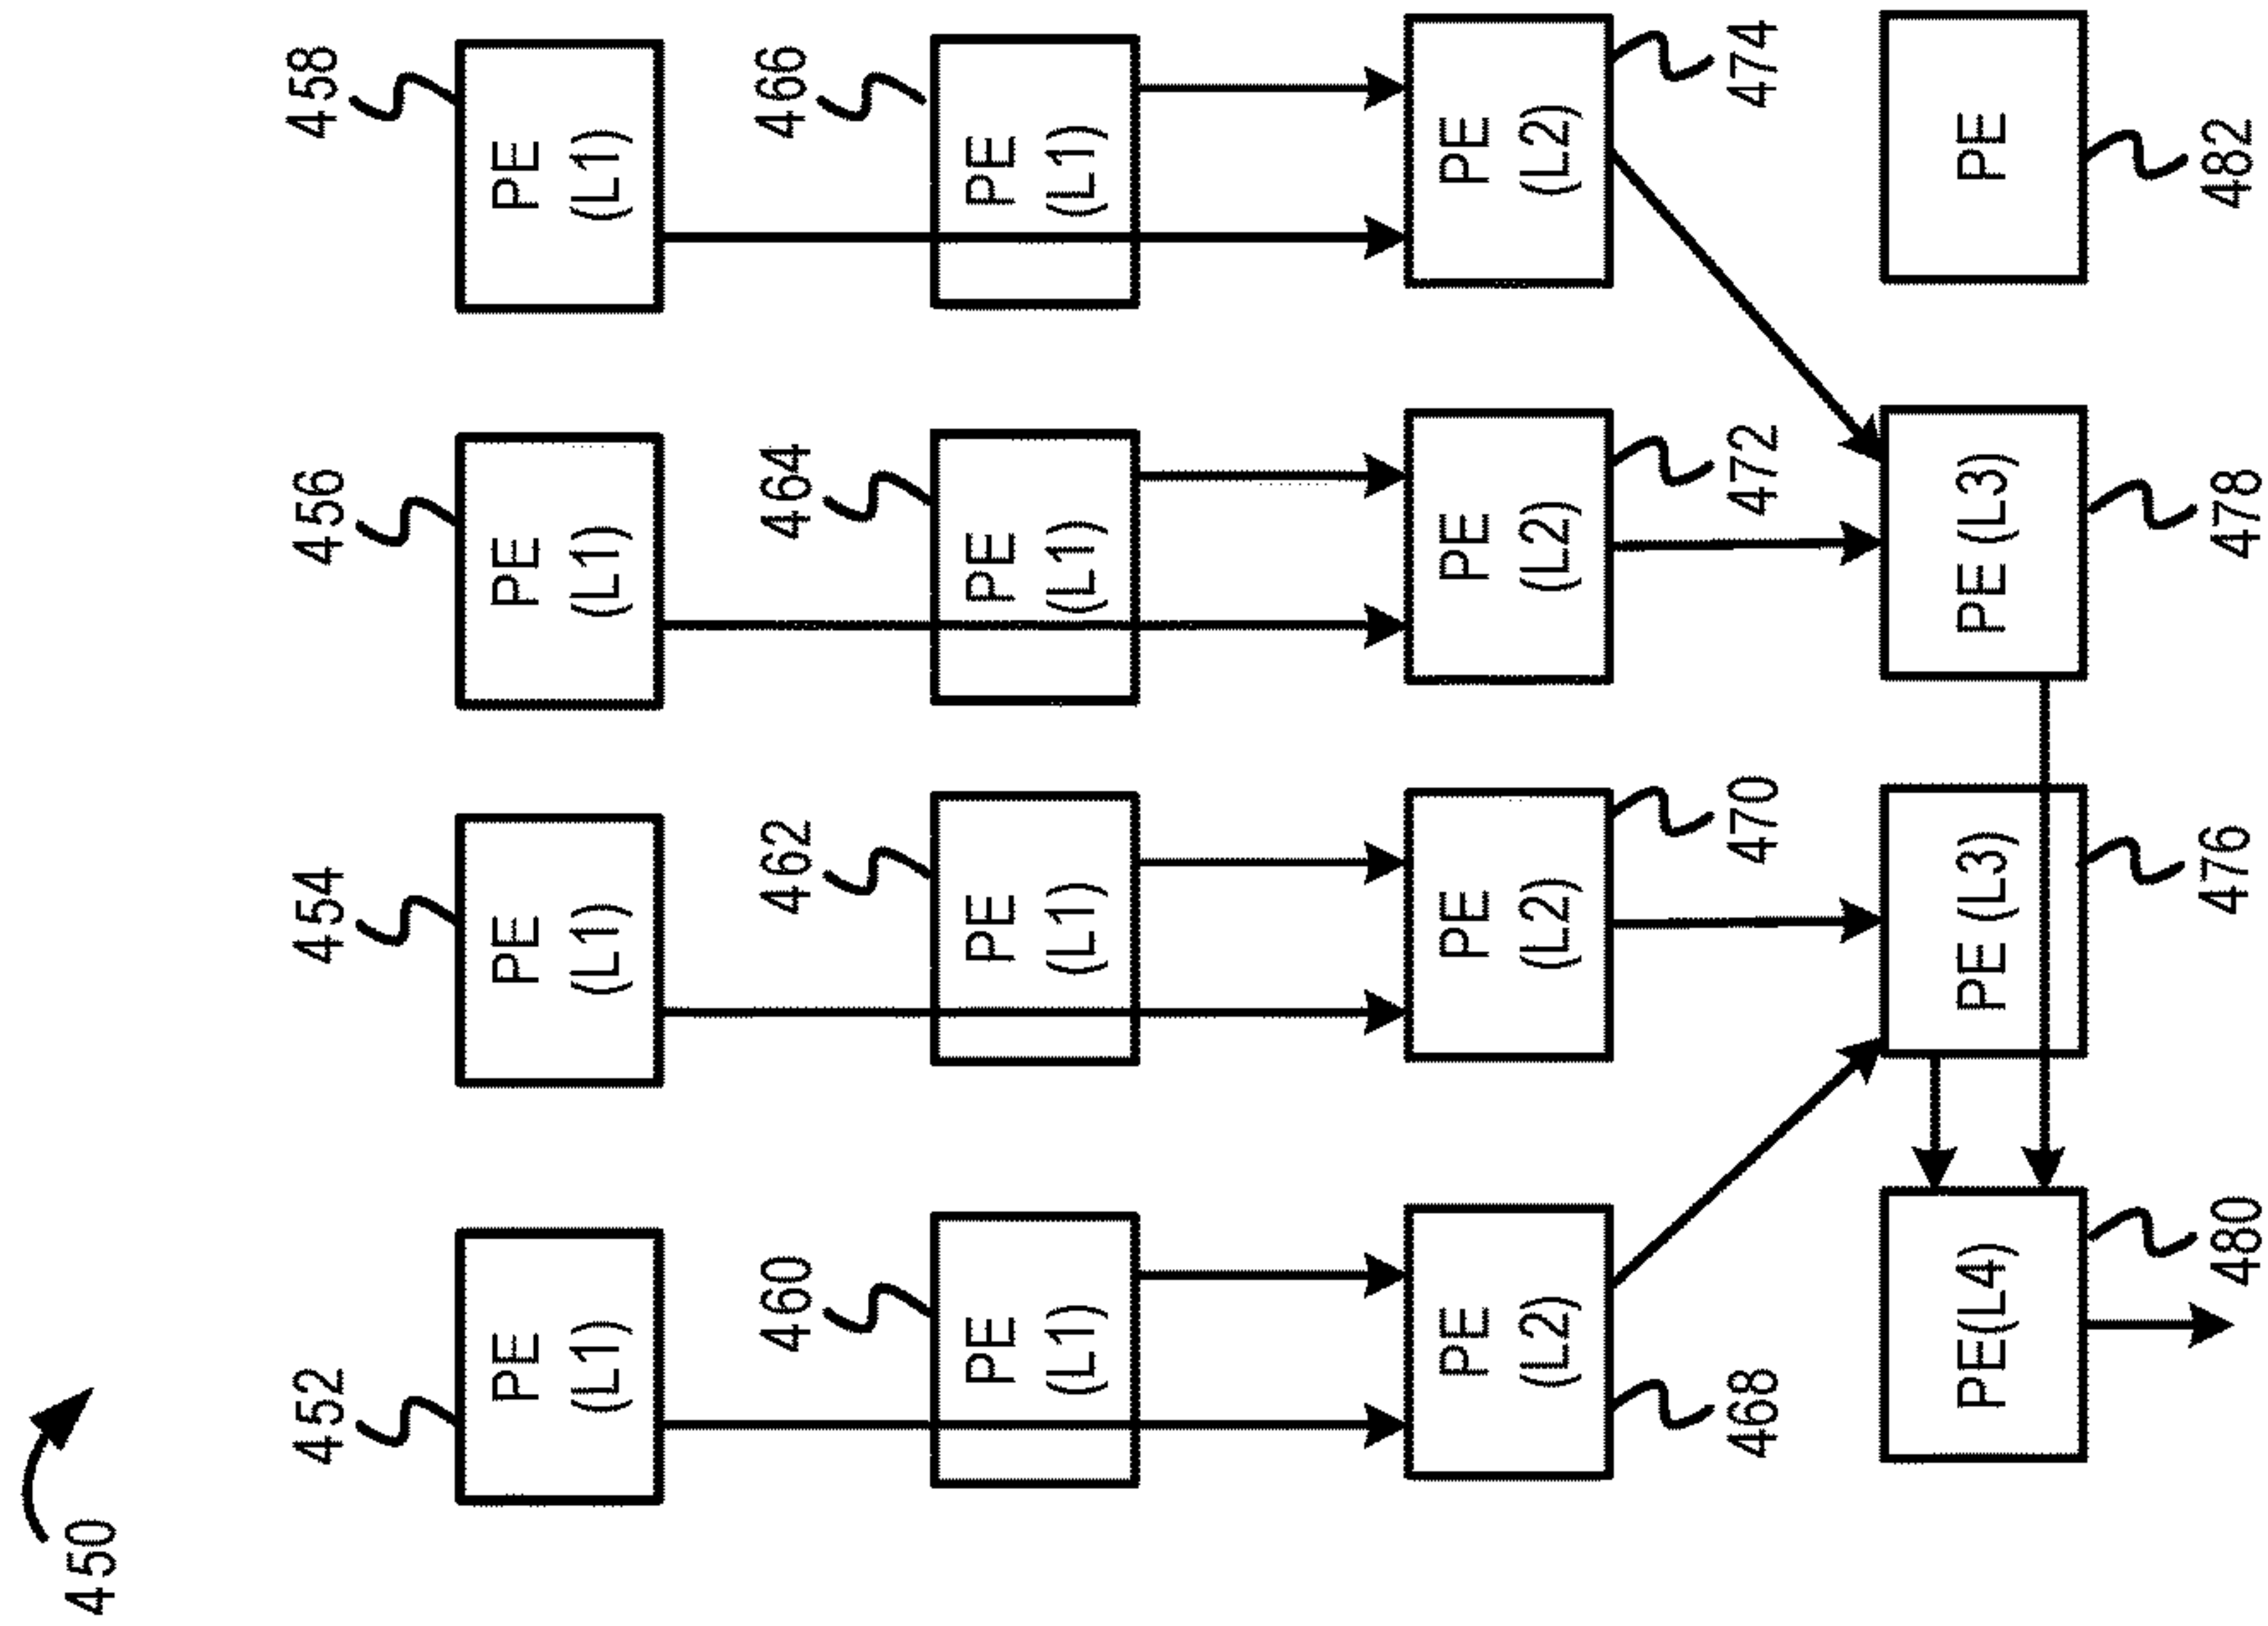 450
452
454
456
458
PE
(L1)
PE
(L1)
PE
(L1)
PE
(L1)
460
462
464
466
PE
(L1)
PE
(L1)
PE
(L1)
PE
(L1)
PE
(L2)
PE
(L2)
PE
(L2)
PE
(L2)
468
470
472
474
PE(L4)
PE (L3)
PE (L3)
PE
480
476
478
482